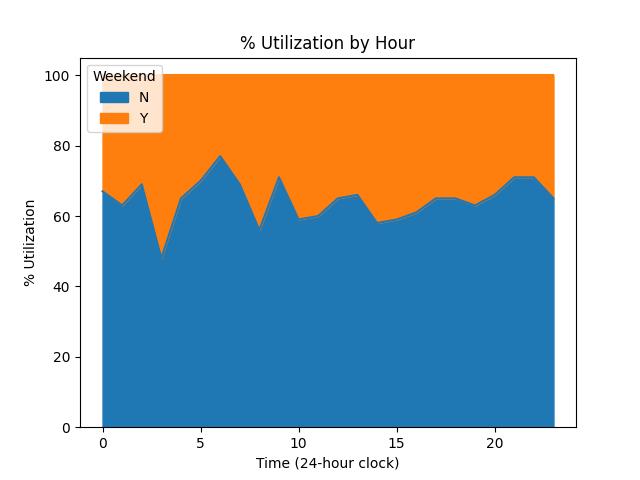 % Utilization by Hour
Weekend
N
Y
100
80
60
40
20
0
% Utilization
0 5 10 15 20
Time (24-hour clock)